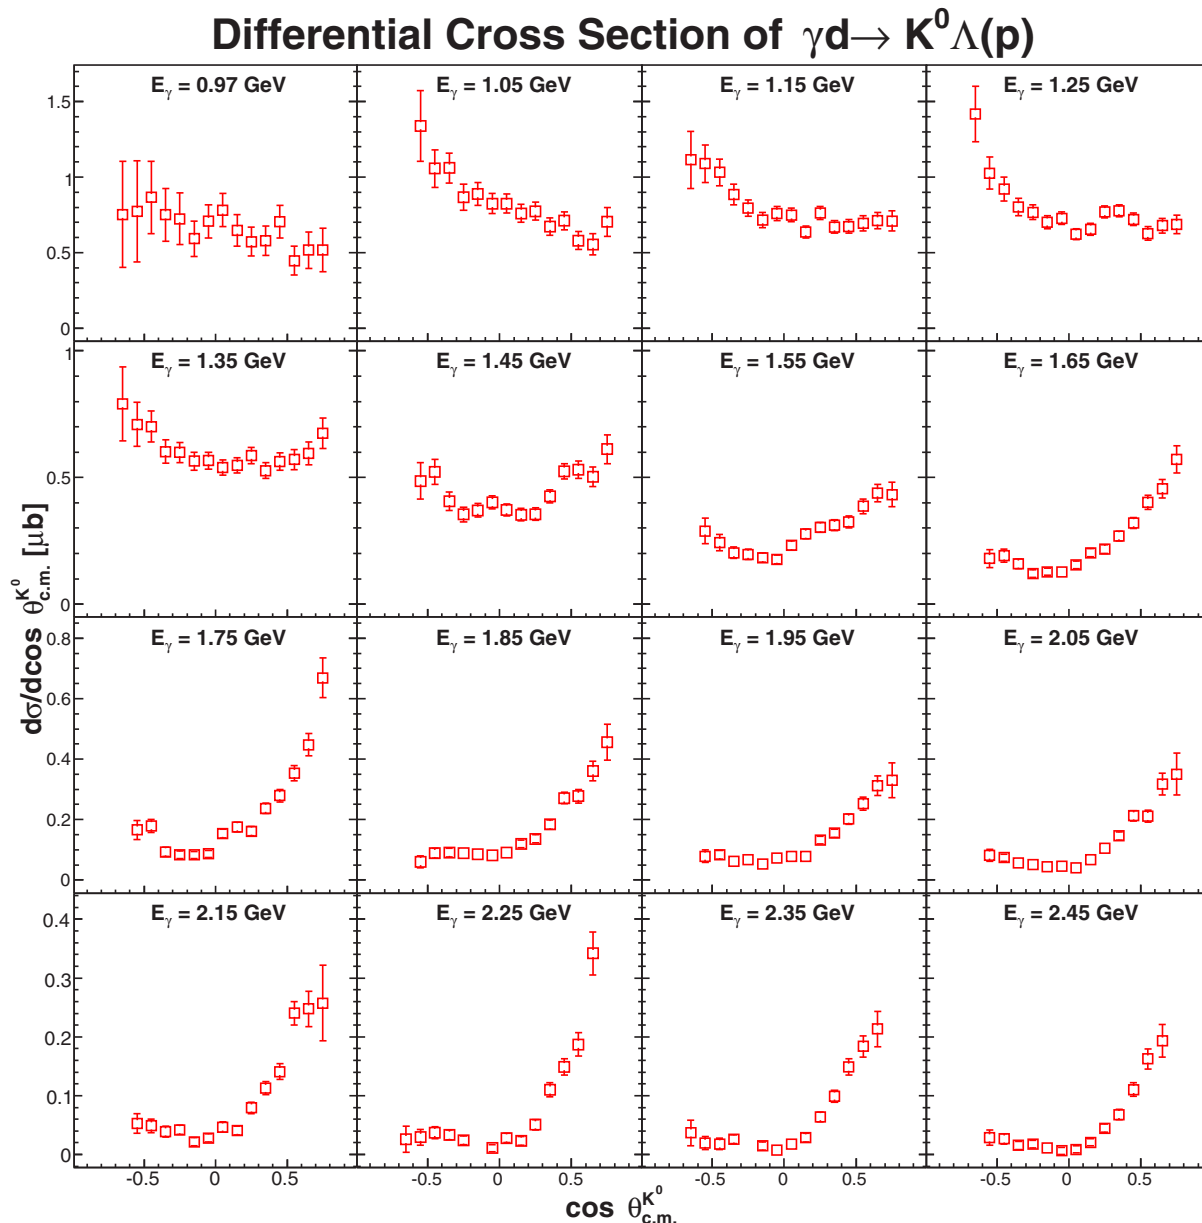 Differential Cross Section of γd→ K⁰Λ(p)
E_γ = 0.97 GeV
E_γ = 1.05 GeV
E_γ = 1.15 GeV
E_γ = 1.25 GeV
1.5
1
0.5
0
E_γ = 1.35 GeV
E_γ = 1.45 GeV
E_γ = 1.55 GeV
E_γ = 1.65 GeV
1
0.5
0
dσ/dcos θ_{c.m.}^{K⁰} [μb]
E_γ = 1.75 GeV
E_γ = 1.85 GeV
E_γ = 1.95 GeV
E_γ = 2.05 GeV
0.8
0.6
0.4
0.2
0
E_γ = 2.15 GeV
E_γ = 2.25 GeV
E_γ = 2.35 GeV
E_γ = 2.45 GeV
0.4
0.3
0.2
0.1
0
-0.5 0 0.5 -0.5 0 0.5 -0.5 0 0.5 -0.5 0 0.5
cos θ_{c.m.}^{K⁰}